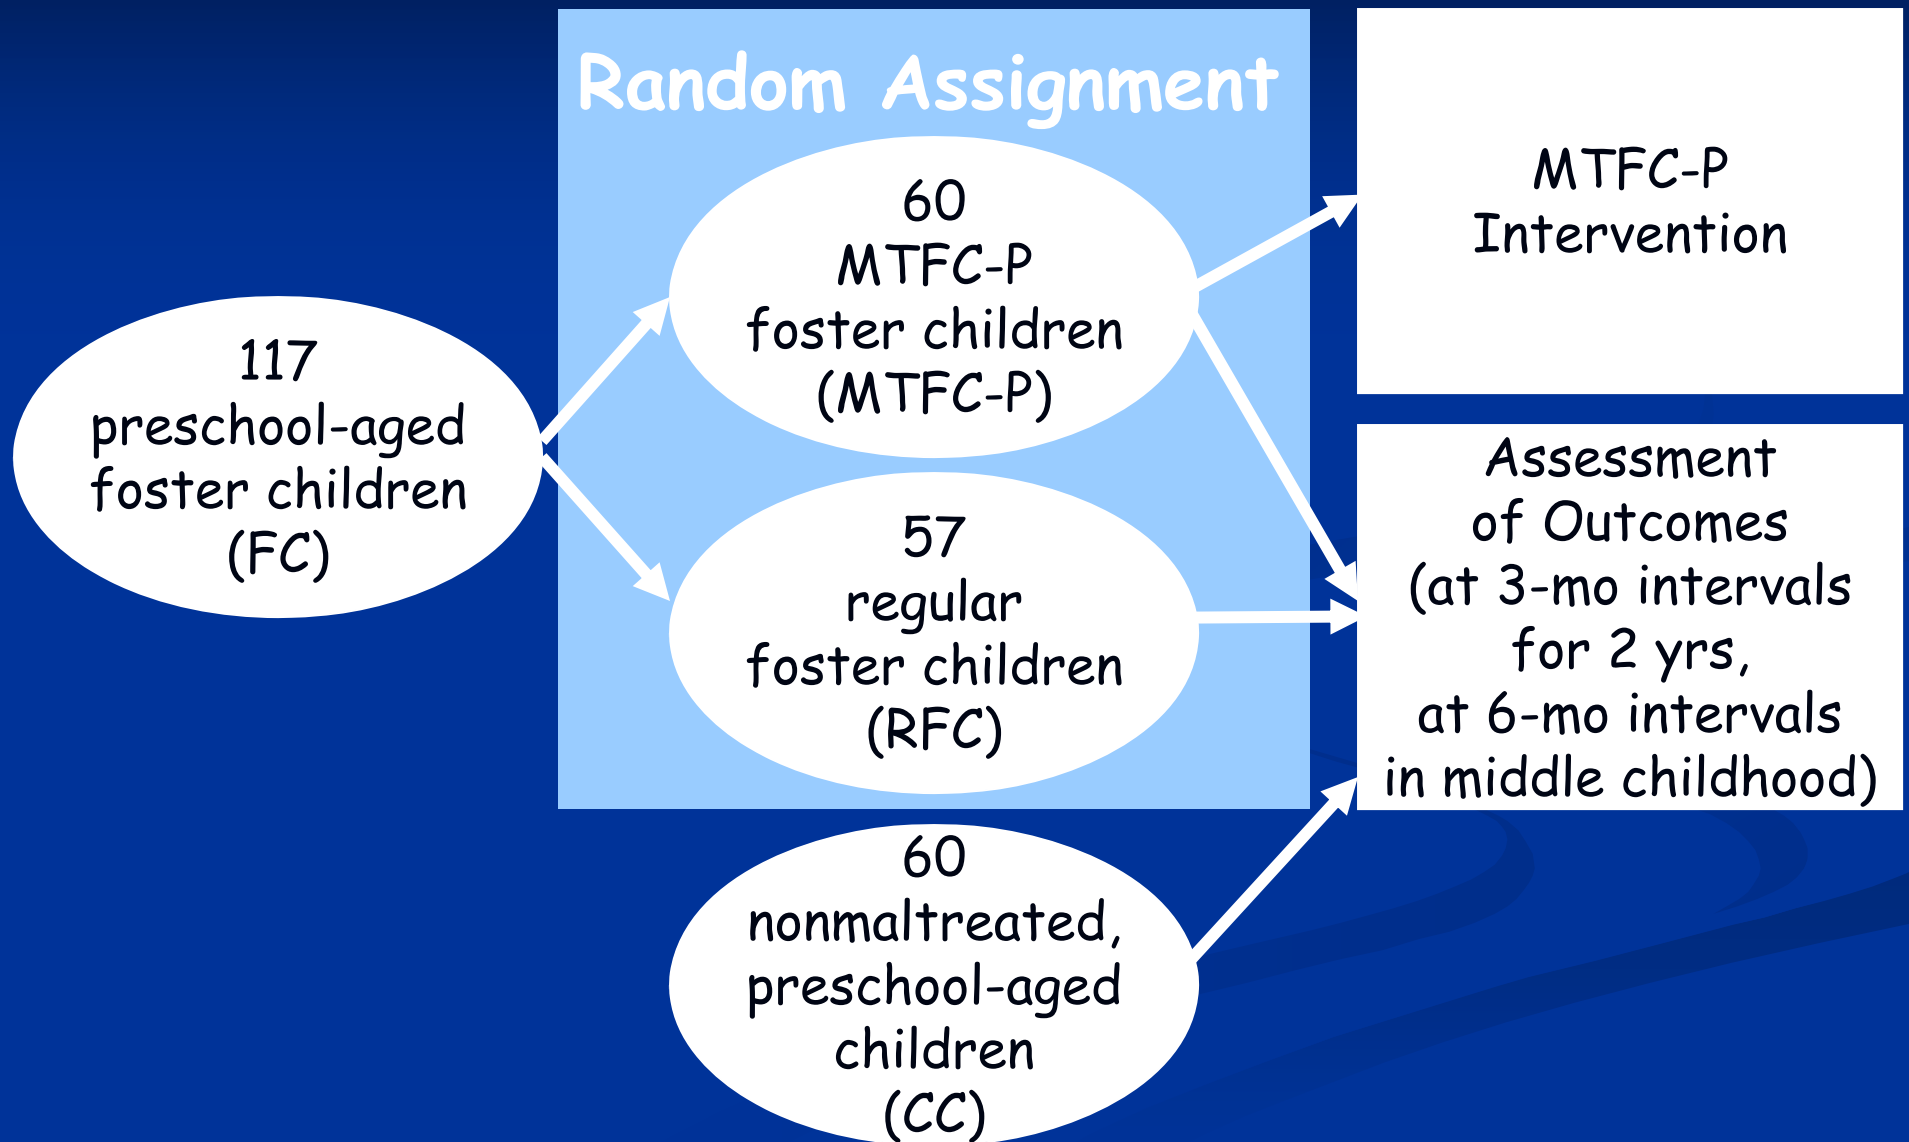 Random Assignment
117
preschool-aged
foster children
(FC)
60
MTFC-P
foster children
(MTFC-P)
57
regular
foster children
(RFC)
60
nonmaltreated,
preschool-aged
children
(CC)
MTFC-P
Intervention
Assessment
of Outcomes
(at 3-mo intervals
for 2 yrs,
at 6-mo intervals
in middle childhood)